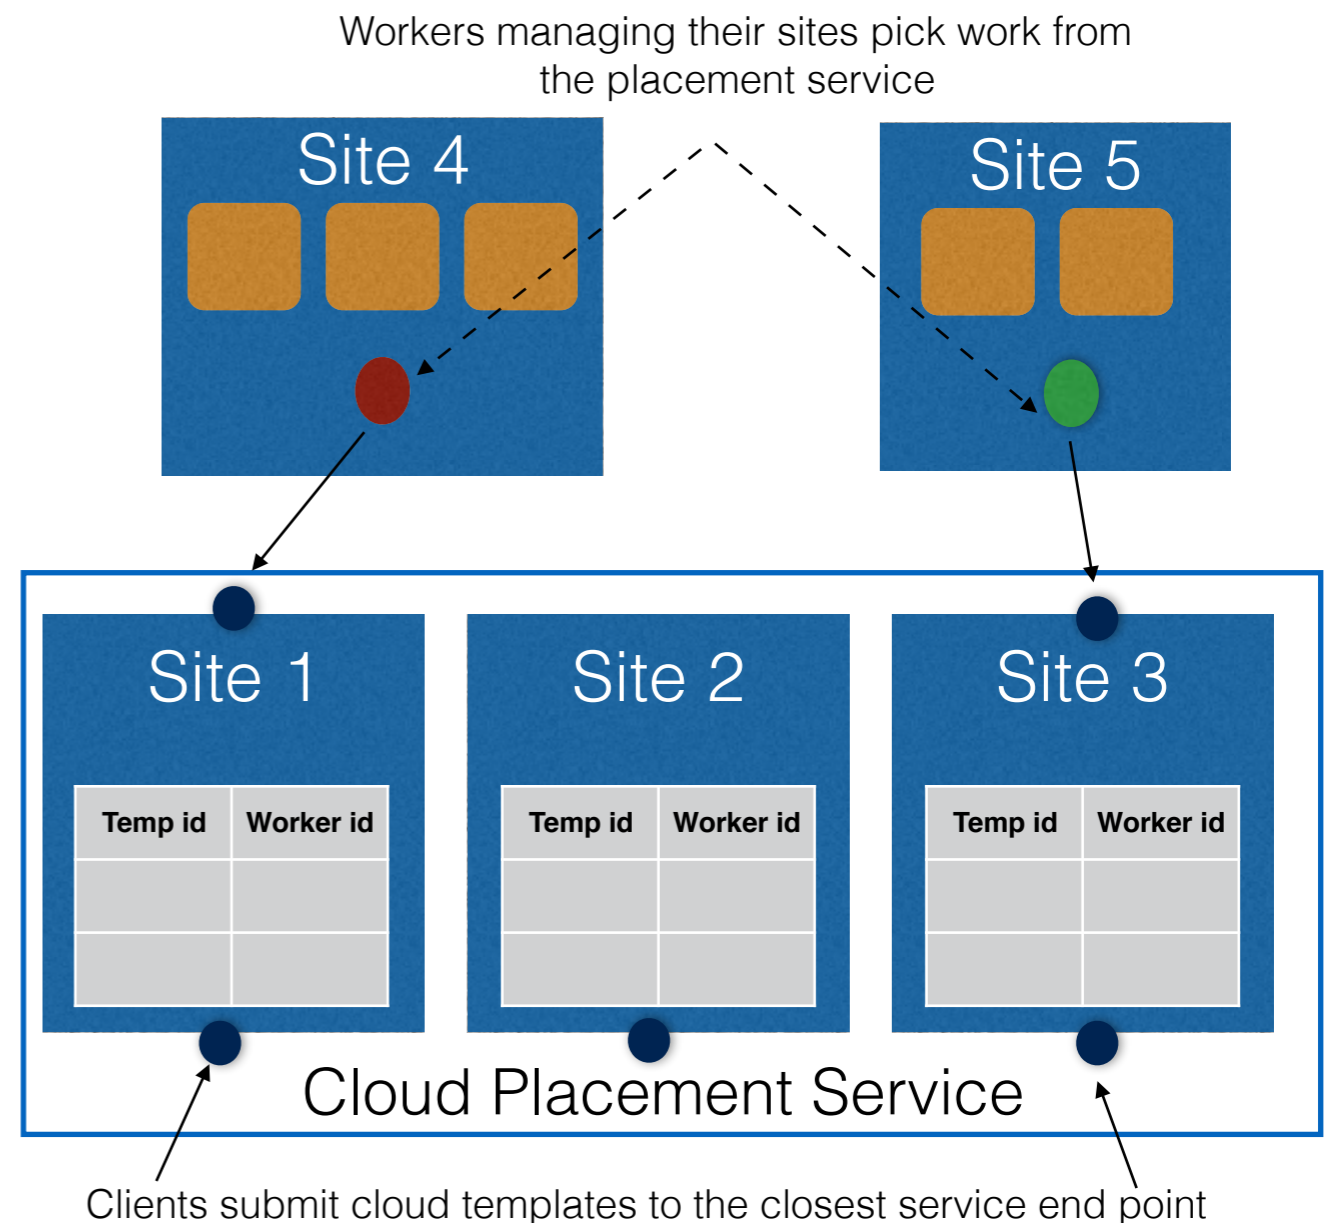 Workers managing their sites pick work from
the placement service
Site 4
Site 5
Site 1
Site 2
Site 3
Temp id Worker id
Temp id Worker id
Temp id Worker id
Cloud Placement Service
Clients submit cloud templates to the closest service end point